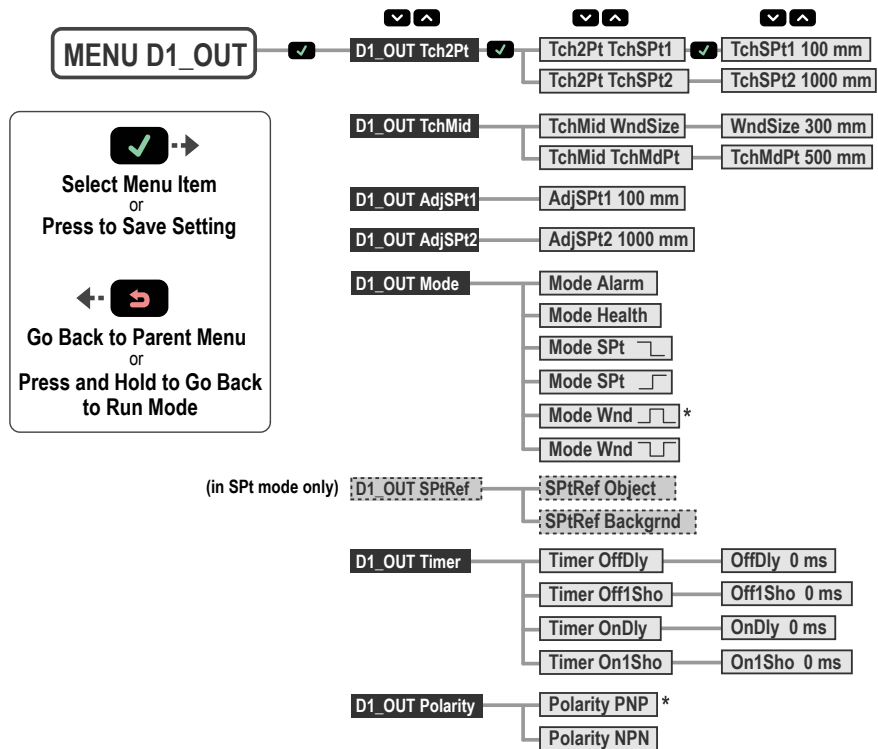 MENU D1_OUT
D1_OUT Tch2Pt
Tch2Pt TchSPt1
TchSPt1 100 mm
Tch2Pt TchSPt2
TchSPt2 1000 mm
Select Menu Item
or
Press to Save Setting
Go Back to Parent Menu
or
Press and Hold to Go Back
to Run Mode
D1_OUT TchMid
TchMid WndSize
WndSize 300 mm
TchMid TchMdPt
TchMdPt 500 mm
D1_OUT AdjSPt1
AdjSPt1 100 mm
D1_OUT AdjSPt2
AdjSPt2 1000 mm
D1_OUT Mode
Mode Alarm
Mode Health
Mode SPt
Mode SPt
Mode Wnd *
Mode Wnd
(in SPt mode only)
D1_OUT SPtRef
SPtRef Object
SPtRef Backgrnd
D1_OUT Timer
Timer OffDly
OffDly 0 ms
Timer Off1Sho
Off1Sho 0 ms
Timer OnDly
OnDly 0 ms
Timer On1Sho
On1Sho 0 ms
D1_OUT Polarity
Polarity PNP *
Polarity NPN